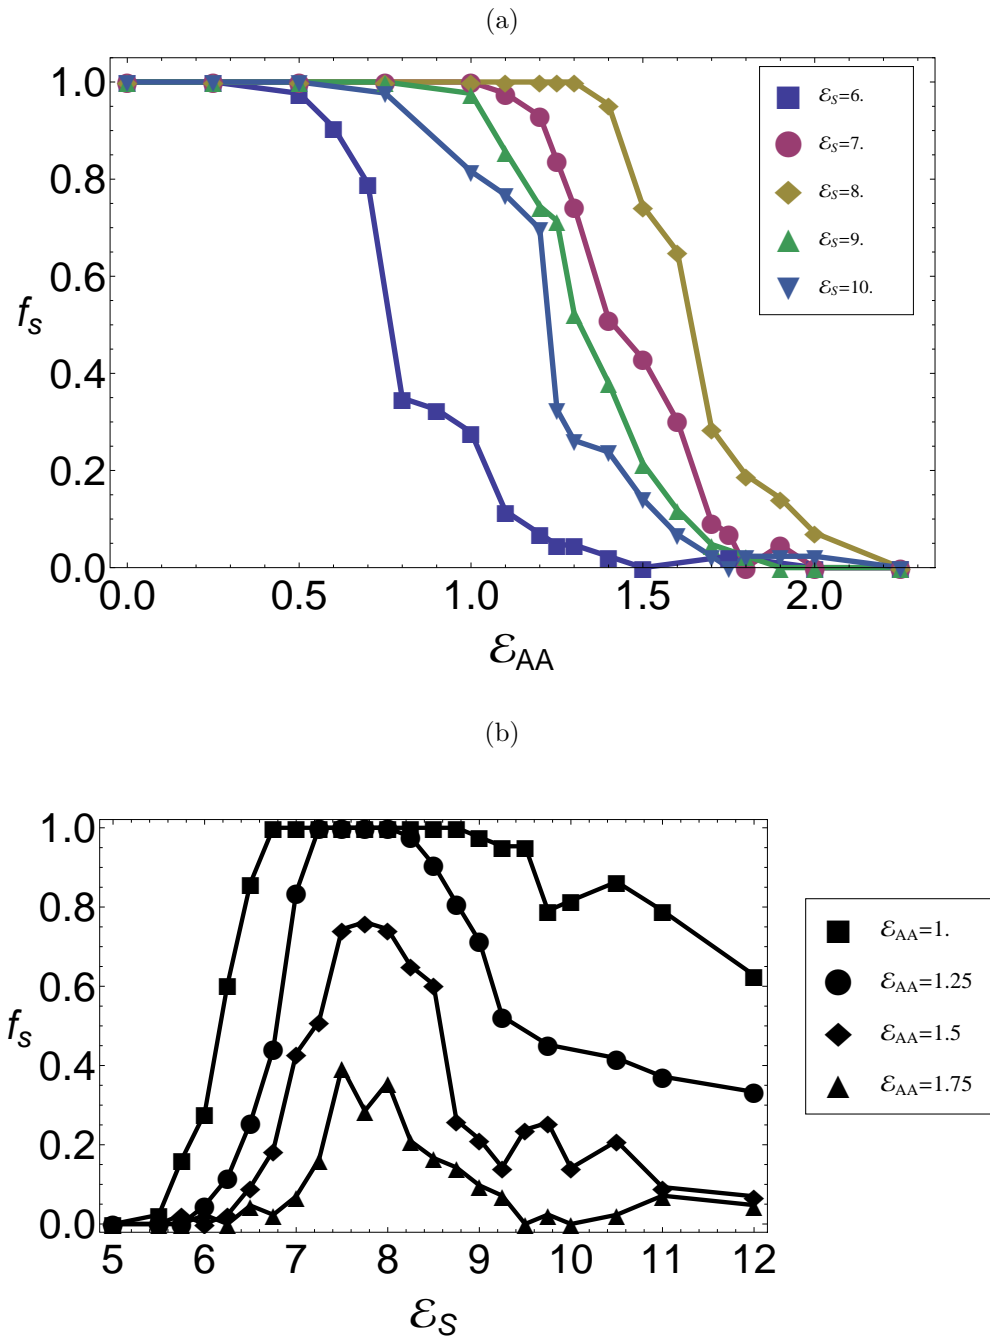 (a)
1.0
0.8
0.6
0.4
0.2
0.0
f_s
0.0 0.5 1.0 1.5 2.0
ℰ_AA
ℰ_S=6.
ℰ_S=7.
ℰ_S=8.
ℰ_S=9.
ℰ_S=10.
(b)
1.0
0.8
0.6
0.4
0.2
0.0
f_s
5 6 7 8 9 10 11 12
ℰ_S
ℰ_AA=1.
ℰ_AA=1.25
ℰ_AA=1.5
ℰ_AA=1.75